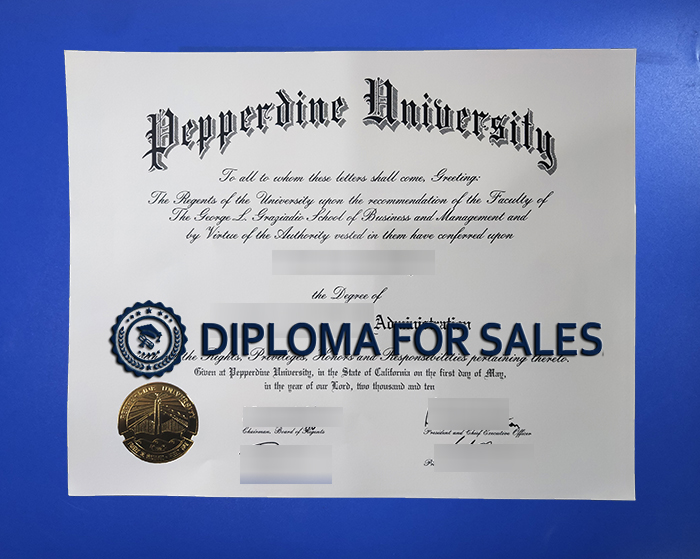 Pepperdine University
To all to whom these letters shall come, Greeting:
The Regents of the University upon the recommendation of the Faculty of
The George L. Graziadio School of Business and Management and
by Virtue of the Authority vested in them have conferred upon
the Degree of
Administration
DIPLOMA FOR SALES
the Rights, Privileges, Honors and Responsibilities pertaining thereto.
Given at Pepperdine University, in the State of California on the first day of May,
in the year of our Lord, two thousand and ten
Chairman, Board of Regents
President and Chief Executive Officer